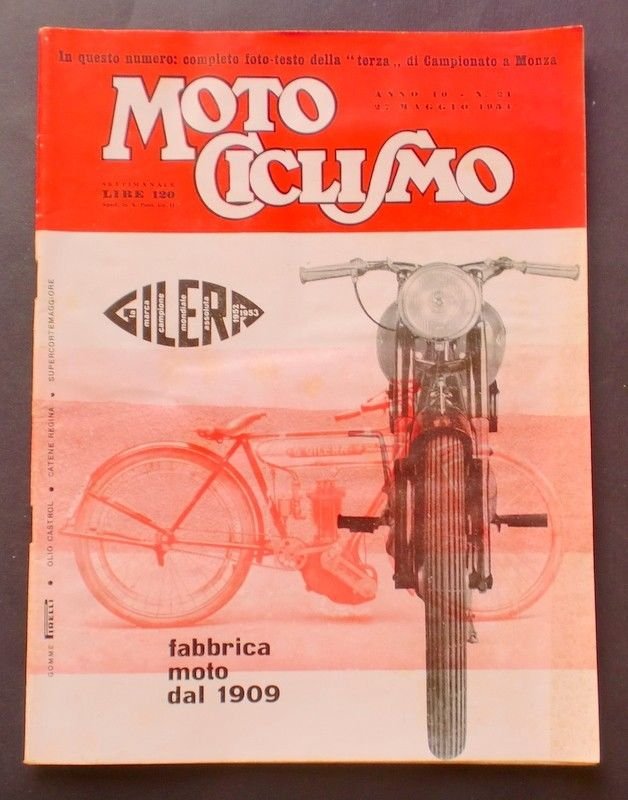 In questo numero: completo foto-testo della "terza„ di Campionato a Monza
MOTO
CICLISMO
ANNO 40 - N. 21
27 MAGGIO 1954
SETTIMANALE
LIRE 120
GILERA
la
marca
campione
mondiale
assoluta
1952
1953
GILERA
GOMME PIRELLI • OLIO CASTROL • CATENE REGINA • SUPERCORTEMAGGIORE
fabbrica
moto
dal 1909